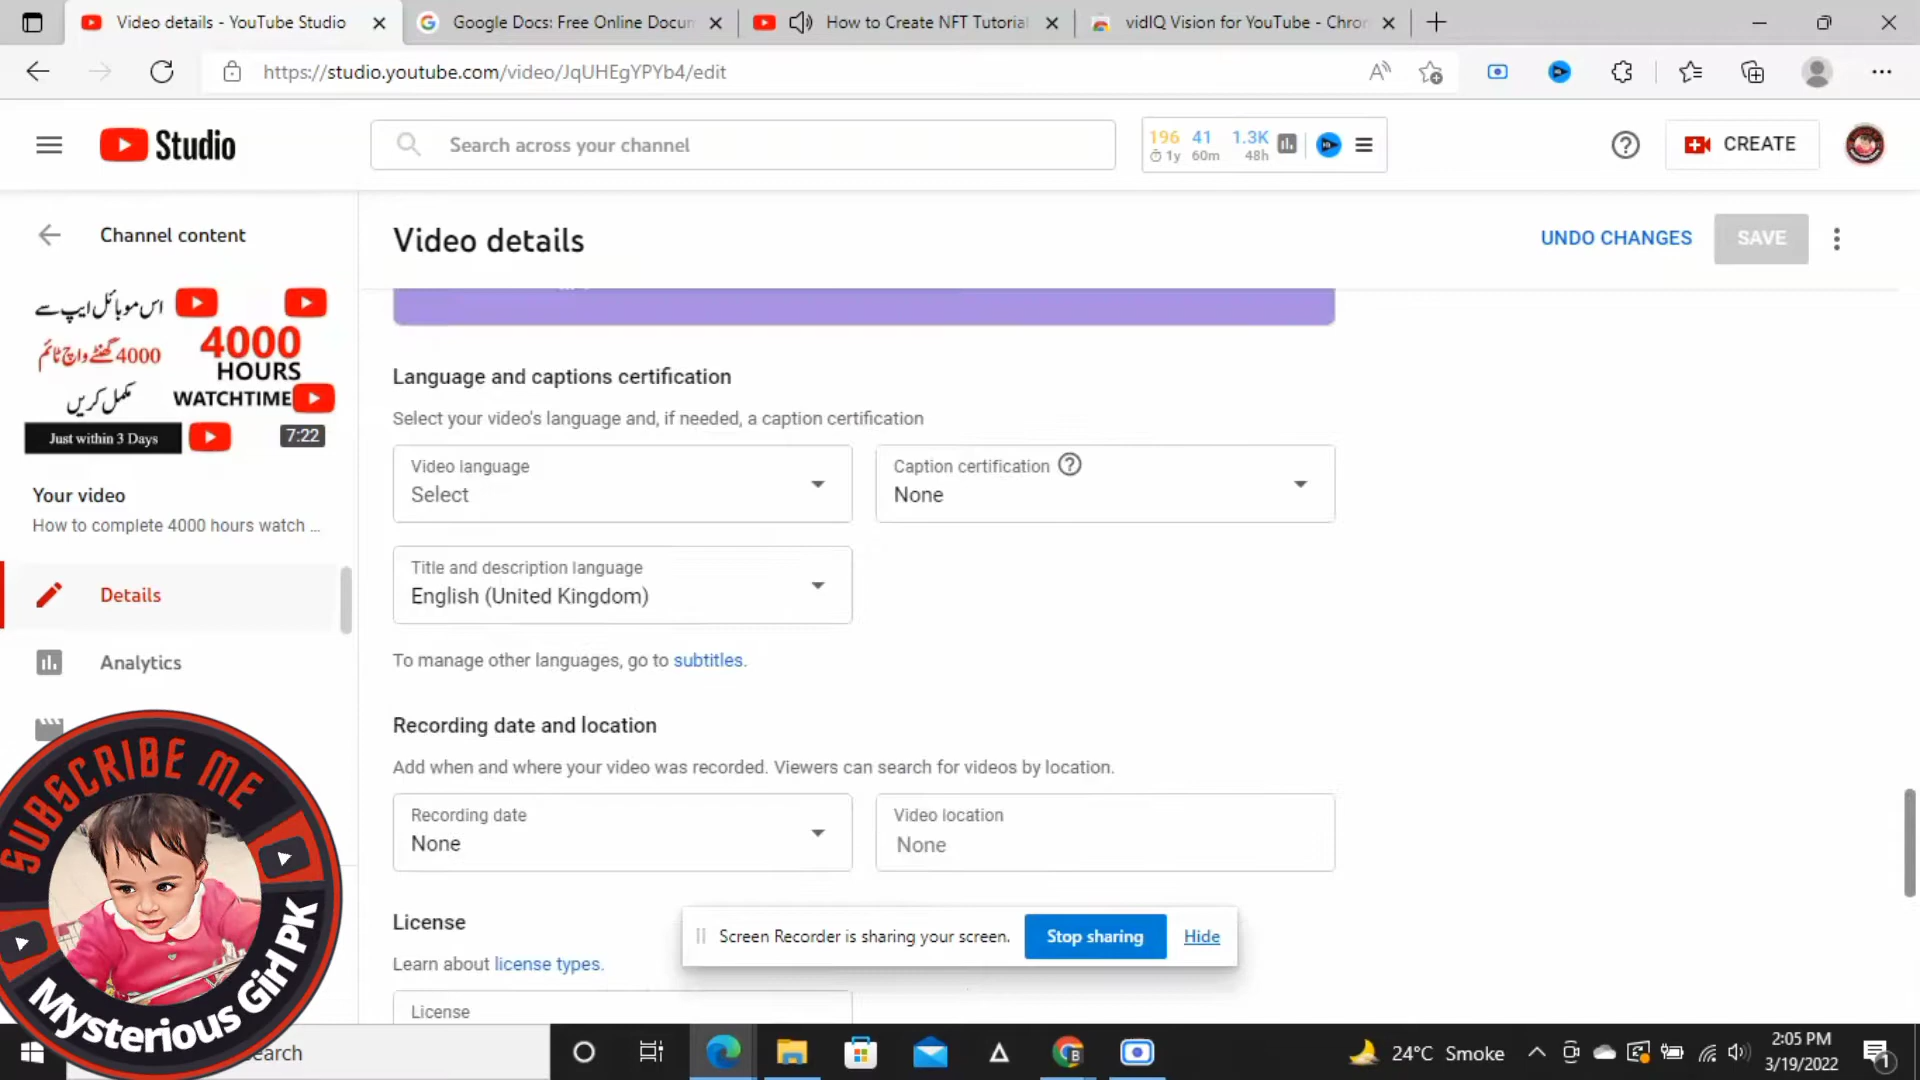 Video details - YouTube Studio
Google Docs: Free Online Docur
How to Create NFT Tutorial
vidIQ Vision for YouTube - Chron
https://studio.youtube.com/video/JqUHEgYPYb4/edit
Studio
Search across your channel
196 41 1.3K
1y 60m 48h
CREATE
Channel content
Video details
UNDO CHANGES
SAVE
اس موبائل ایپ سے
4000 گھنٹے واچ ٹائم
مکمل کریں
4000
HOURS
WATCHTIME
Just within 3 Days
7:22
Your video
How to complete 4000 hours watch ...
Details
Analytics
Language and captions certification
Select your video's language and, if needed, a caption certification
Video language
Select
Caption certification
None
Title and description language
English (United Kingdom)
To manage other languages, go to subtitles.
Recording date and location
Add when and where your video was recorded. Viewers can search for videos by location.
Recording date
None
Video location
None
License
Learn about license types.
License
Screen Recorder is sharing your screen.
Stop sharing
Hide
SUBSCRIBE ME
Mysterious Girl PK
earch
24°C Smoke
2:05 PM
3/19/2022
1